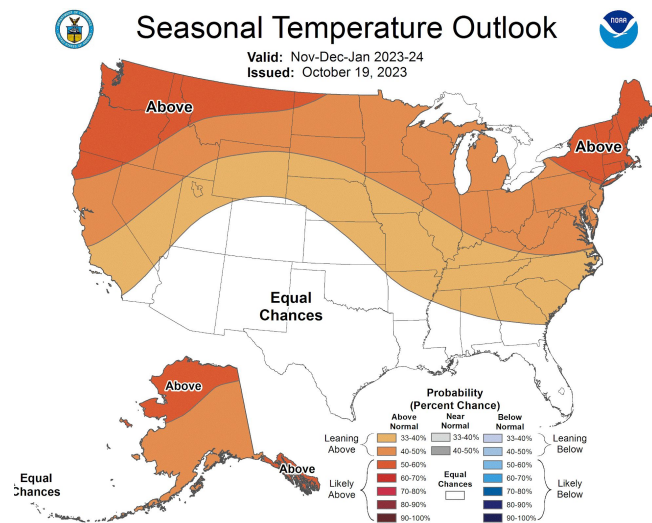 Seasonal Temperature Outlook
NOAA
Valid: Nov-Dec-Jan 2023-24
Issued: October 19, 2023
Above
Above
Equal
Chances
Above
Above
Equal
Chances
Probability
(Percent Chance)
Above
Normal
Near
Normal
Below
Normal
Leaning
Above
33-40%
40-50%
33-40%
40-50%
33-40%
40-50%
Leaning
Below
Likely
Above
50-60%
60-70%
70-80%
80-90%
90-100%
Equal
Chances
50-60%
60-70%
70-80%
80-90%
90-100%
Likely
Below